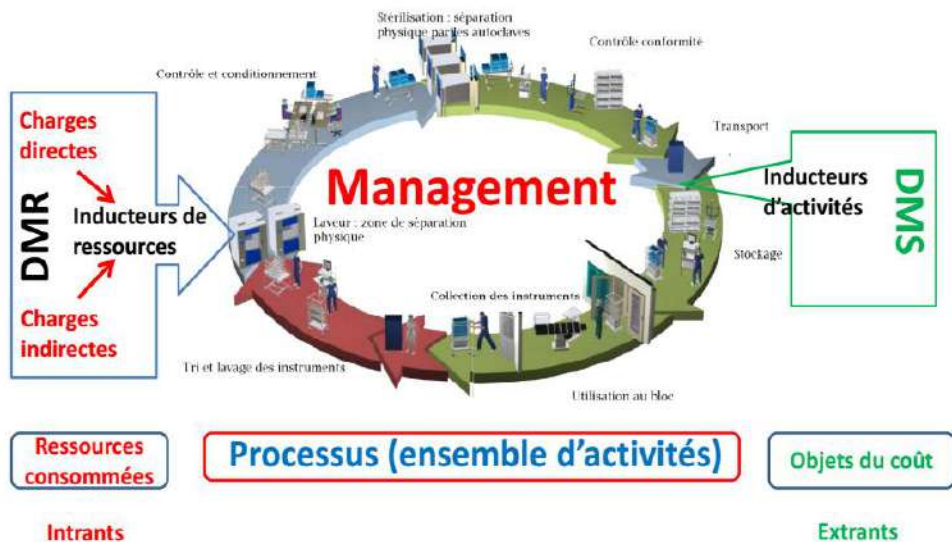 Stérilisation : séparation
physique par les autoclaves
Contrôle conformité
Contrôle et conditionnement
Charges
directes
DMR
Inducteurs de
ressources
Charges
indirectes
Management
Transport
Inducteurs
d'activités
DMS
Laveur : zone de séparation
physique
Stockage
Collection des instruments
Tri et lavage des instruments
Utilisation au bloc
Ressources
consommées
Processus (ensemble d'activités)
Objets du coût
Intrants
Extrants